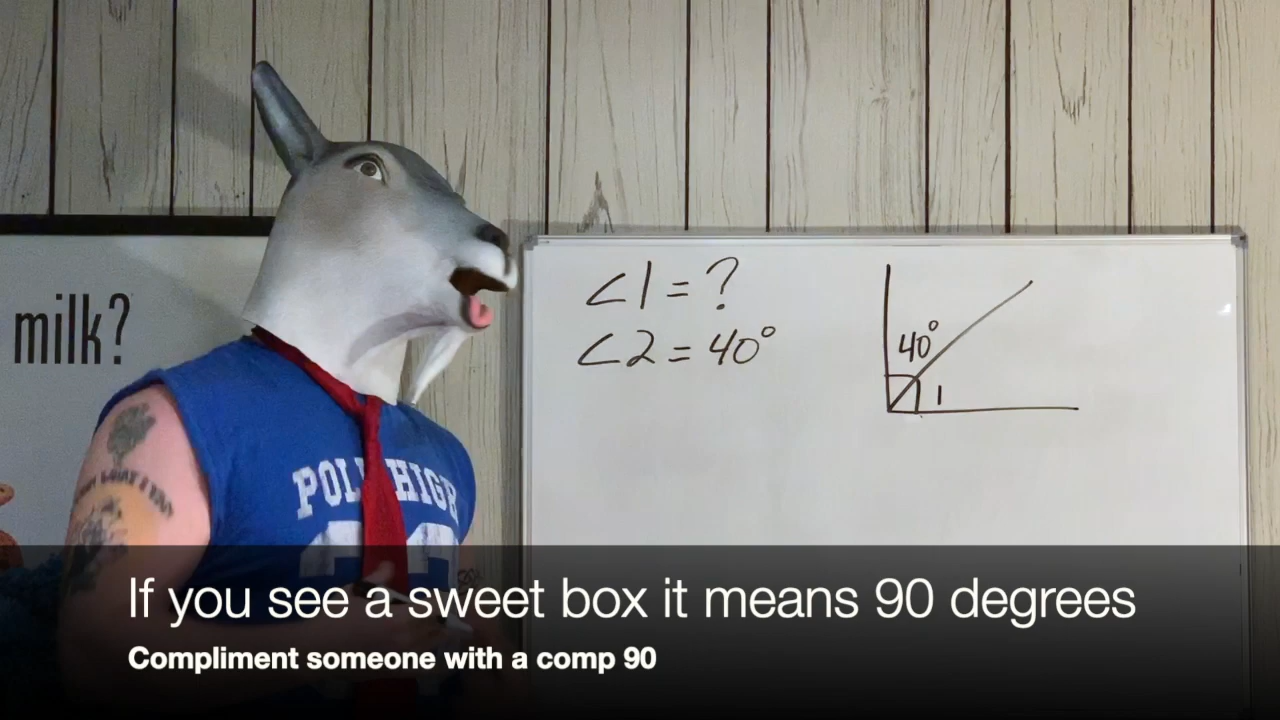 milk?
∠1 = ?
∠2 = 40°
40°
1
POLK HIGH
If you see a sweet box it means 90 degrees
Compliment someone with a comp 90